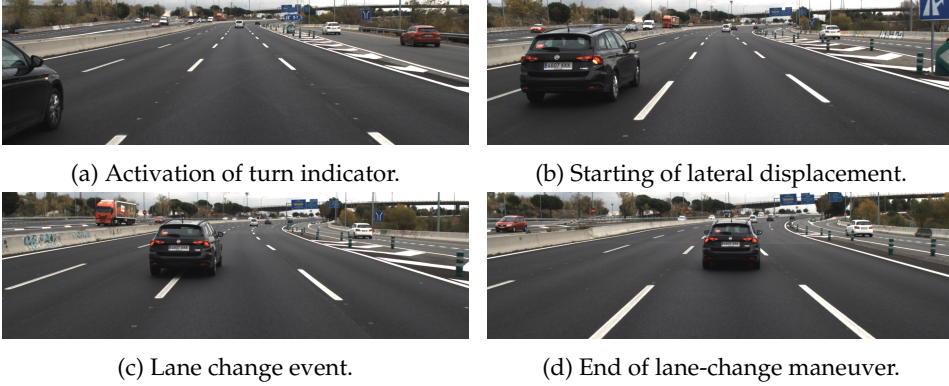 (a) Activation of turn indicator.
(b) Starting of lateral displacement.
(c) Lane change event.
(d) End of lane-change maneuver.